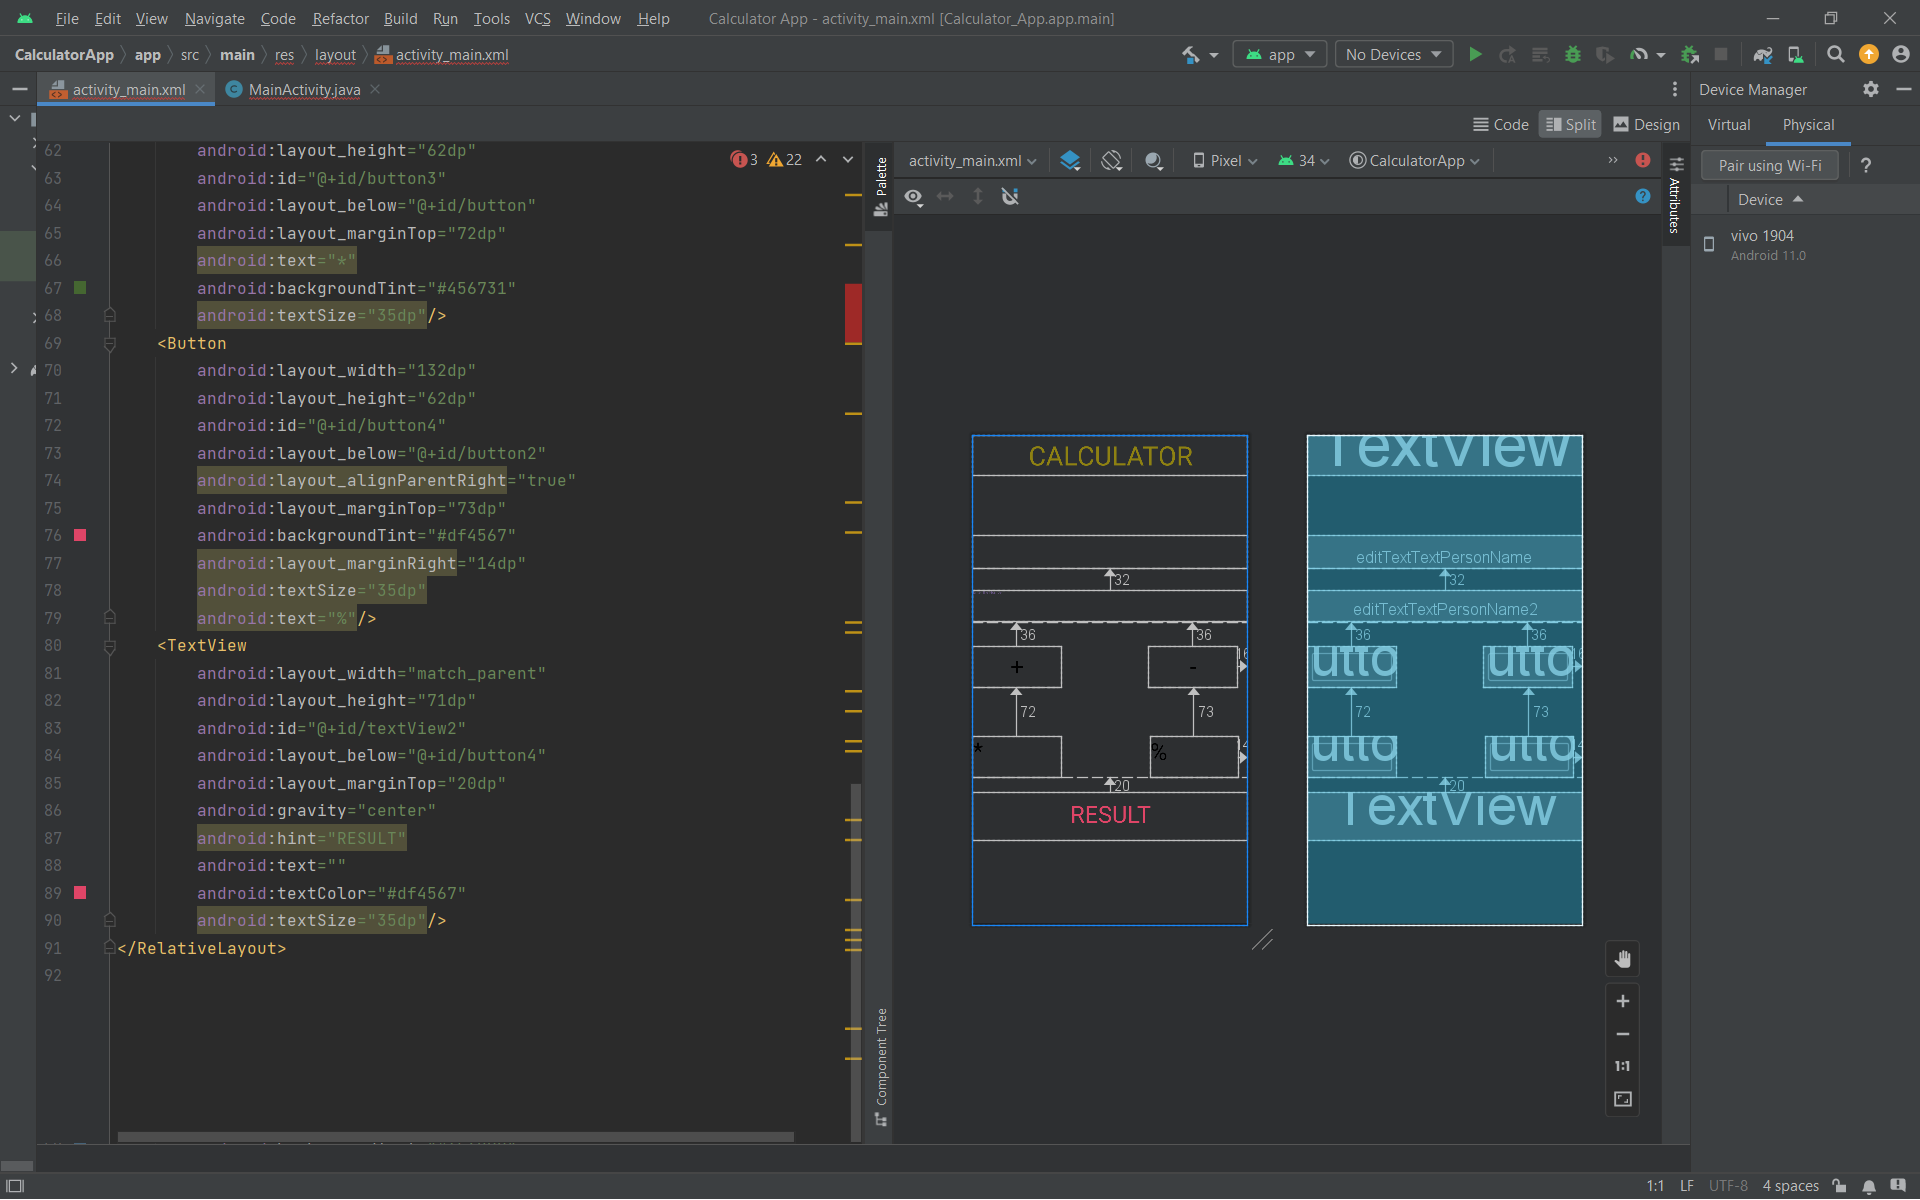 File Edit View Navigate Code Refactor Build Run Tools VCS Window Help Calculator App - activity_main.xml [Calculator_App.app.main]
CalculatorApp app src main res layout activity_main.xml app No Devices
activity_main.xml MainActivity.java Device Manager
Code Split Design Virtual Physical
62 android:layout_height="62dp" 3 22
63 android:id="@+id/button3"
64 android:layout_below="@+id/button"
65 android:layout_marginTop="72dp"
66 android:text="*"
67 android:backgroundTint="#456731"
68 android:textSize="35dp"/>
69 <Button
70 android:layout_width="132dp"
71 android:layout_height="62dp"
72 android:id="@+id/button4"
73 android:layout_below="@+id/button2"
74 android:layout_alignParentRight="true"
75 android:layout_marginTop="73dp"
76 android:backgroundTint="#df4567"
77 android:layout_marginRight="14dp"
78 android:textSize="35dp"
79 android:text="%"/>
80 <TextView
81 android:layout_width="match_parent"
82 android:layout_height="71dp"
83 android:id="@+id/textView2"
84 android:layout_below="@+id/button4"
85 android:layout_marginTop="20dp"
86 android:gravity="center"
87 android:hint="RESULT"
88 android:text=""
89 android:textColor="#df4567"
90 android:textSize="35dp"/>
91 </RelativeLayout>
92
Palette
Component Tree
activity_main.xml Pixel 34 CalculatorApp
CALCULATOR
32
36 36
+ -
72 73
* %
20
RESULT
TextView
editTextTextPersonName
32
editTextTextPersonName2
36 36
utto utto
72 73
utto utto
20
TextView
+
−
1:1
Attributes
Pair using Wi-Fi ?
Device
vivo 1904
Android 11.0
1:1 LF UTF-8 4 spaces